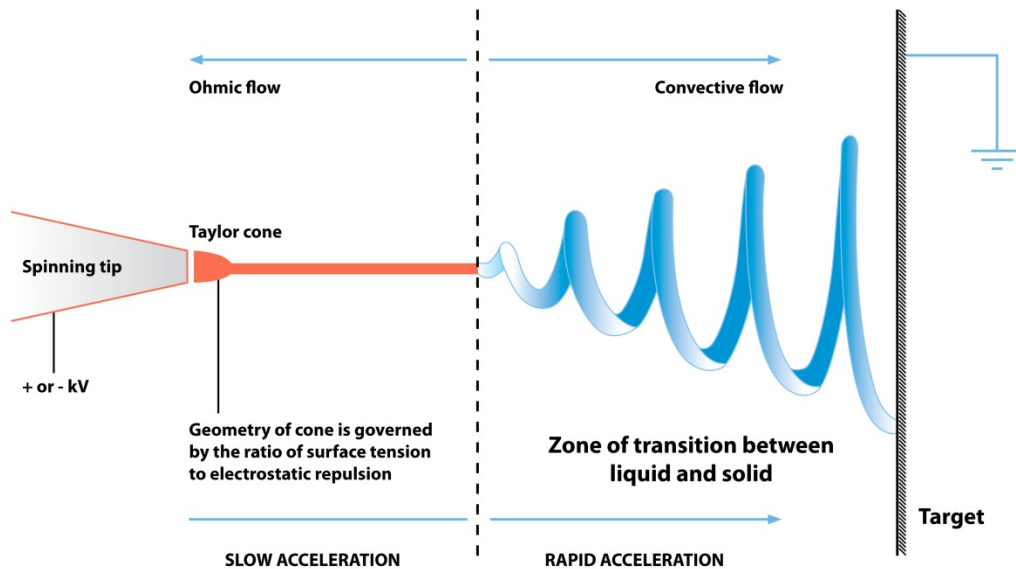 Ohmic flow
Convective flow
Taylor cone
Spinning tip
+ or - kV
Geometry of cone is governed
by the ratio of surface tension
to electrostatic repulsion
Zone of transition between
liquid and solid
Target
SLOW ACCELERATION
RAPID ACCELERATION